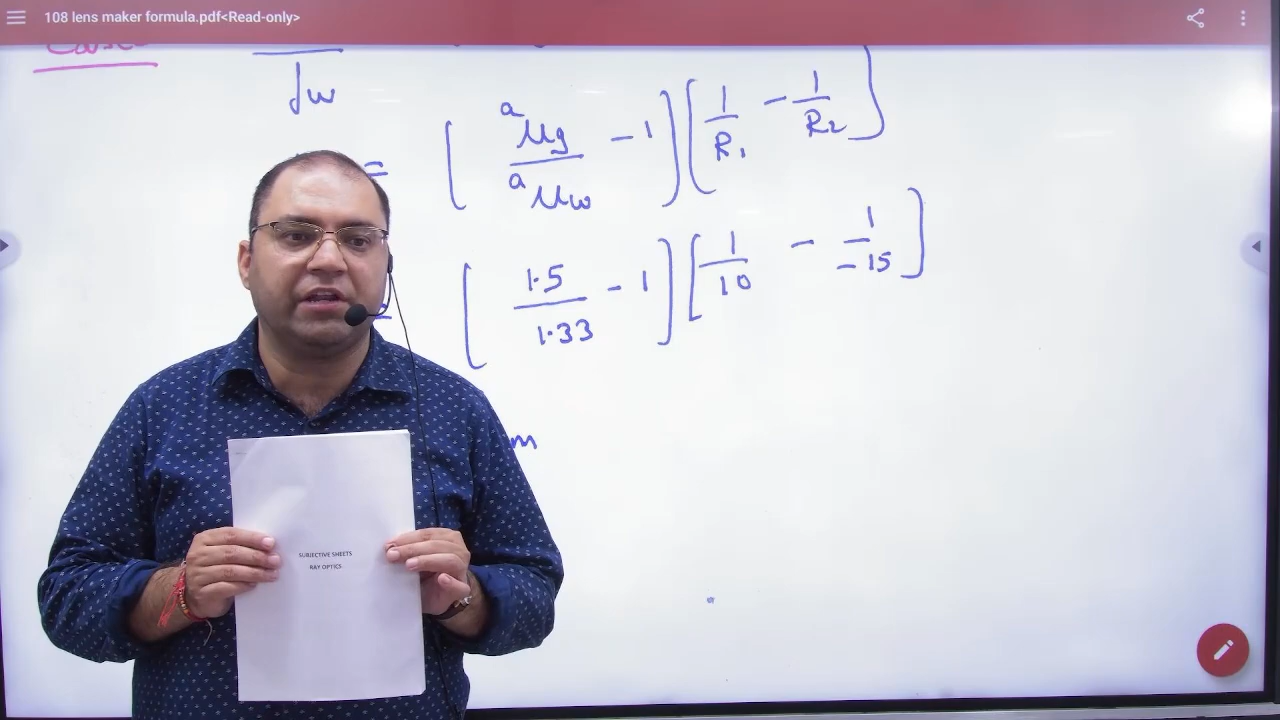 108 lens maker formula.pdf<Read-only>
fw
= [ aμg / aμw - 1 ] [ 1/R1 - 1/R2 ]
= [ 1.5 / 1.33 - 1 ] [ 1/10 - 1/-15 ]
m
SUBJECTIVE SHEETS
RAY OPTICS